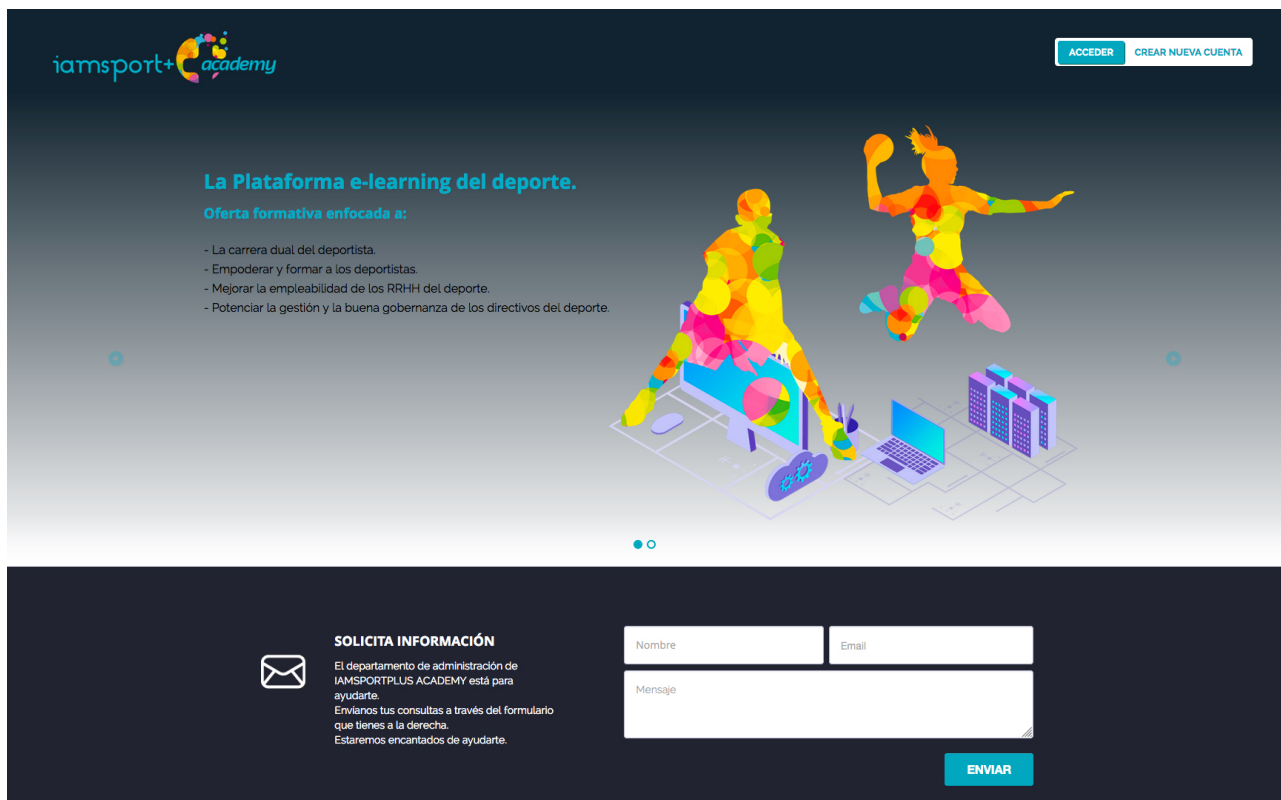 iamsport+ academy
ACCEDER
CREAR NUEVA CUENTA
La Plataforma e-learning del deporte.
Oferta formativa enfocada a:
- La carrera dual del deportista.
- Empoderar y formar a los deportistas.
- Mejorar la empleabilidad de los RRHH del deporte.
- Potenciar la gestión y la buena gobernanza de los directivos del deporte.
SOLICITA INFORMACIÓN
El departamento de administración de
IAMSPORTPLUS ACADEMY está para
ayudarte.
Envíanos tus consultas a través del formulario
que tienes a la derecha.
Estaremos encantados de ayudarte.
Nombre
Email
Mensaje
ENVIAR